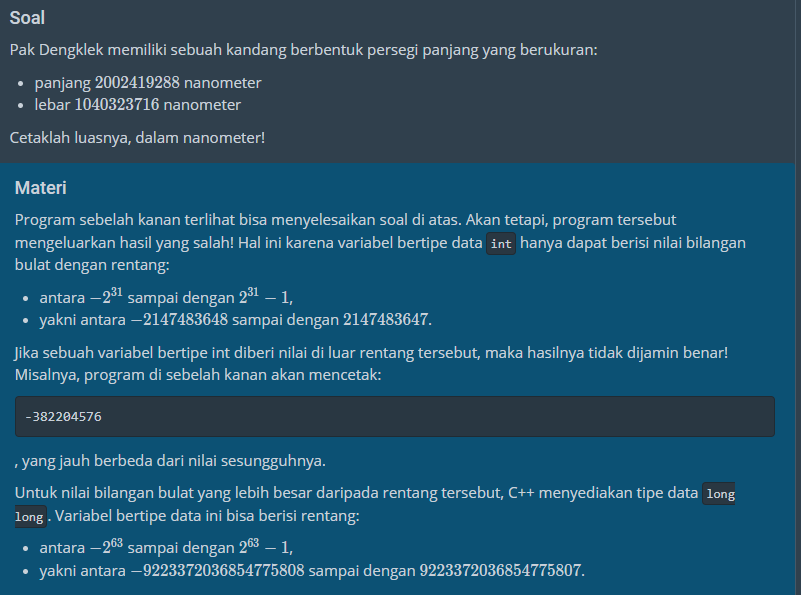 Soal
Pak Dengklek memiliki sebuah kandang berbentuk persegi panjang yang berukuran:
• panjang 2002419288 nanometer
• lebar 1040323716 nanometer
Cetaklah luasnya, dalam nanometer!
Materi
Program sebelah kanan terlihat bisa menyelesaikan soal di atas. Akan tetapi, program tersebut
mengeluarkan hasil yang salah! Hal ini karena variabel bertipe data int hanya dapat berisi nilai bilangan
bulat dengan rentang:
• antara −2^31 sampai dengan 2^31 − 1,
• yakni antara −2147483648 sampai dengan 2147483647.
Jika sebuah variabel bertipe int diberi nilai di luar rentang tersebut, maka hasilnya tidak dijamin benar!
Misalnya, program di sebelah kanan akan mencetak:
-382204576
, yang jauh berbeda dari nilai sesungguhnya.
Untuk nilai bilangan bulat yang lebih besar daripada rentang tersebut, C++ menyediakan tipe data long
long. Variabel bertipe data ini bisa berisi rentang:
• antara −2^63 sampai dengan 2^63 − 1,
• yakni antara −9223372036854775808 sampai dengan 9223372036854775807.